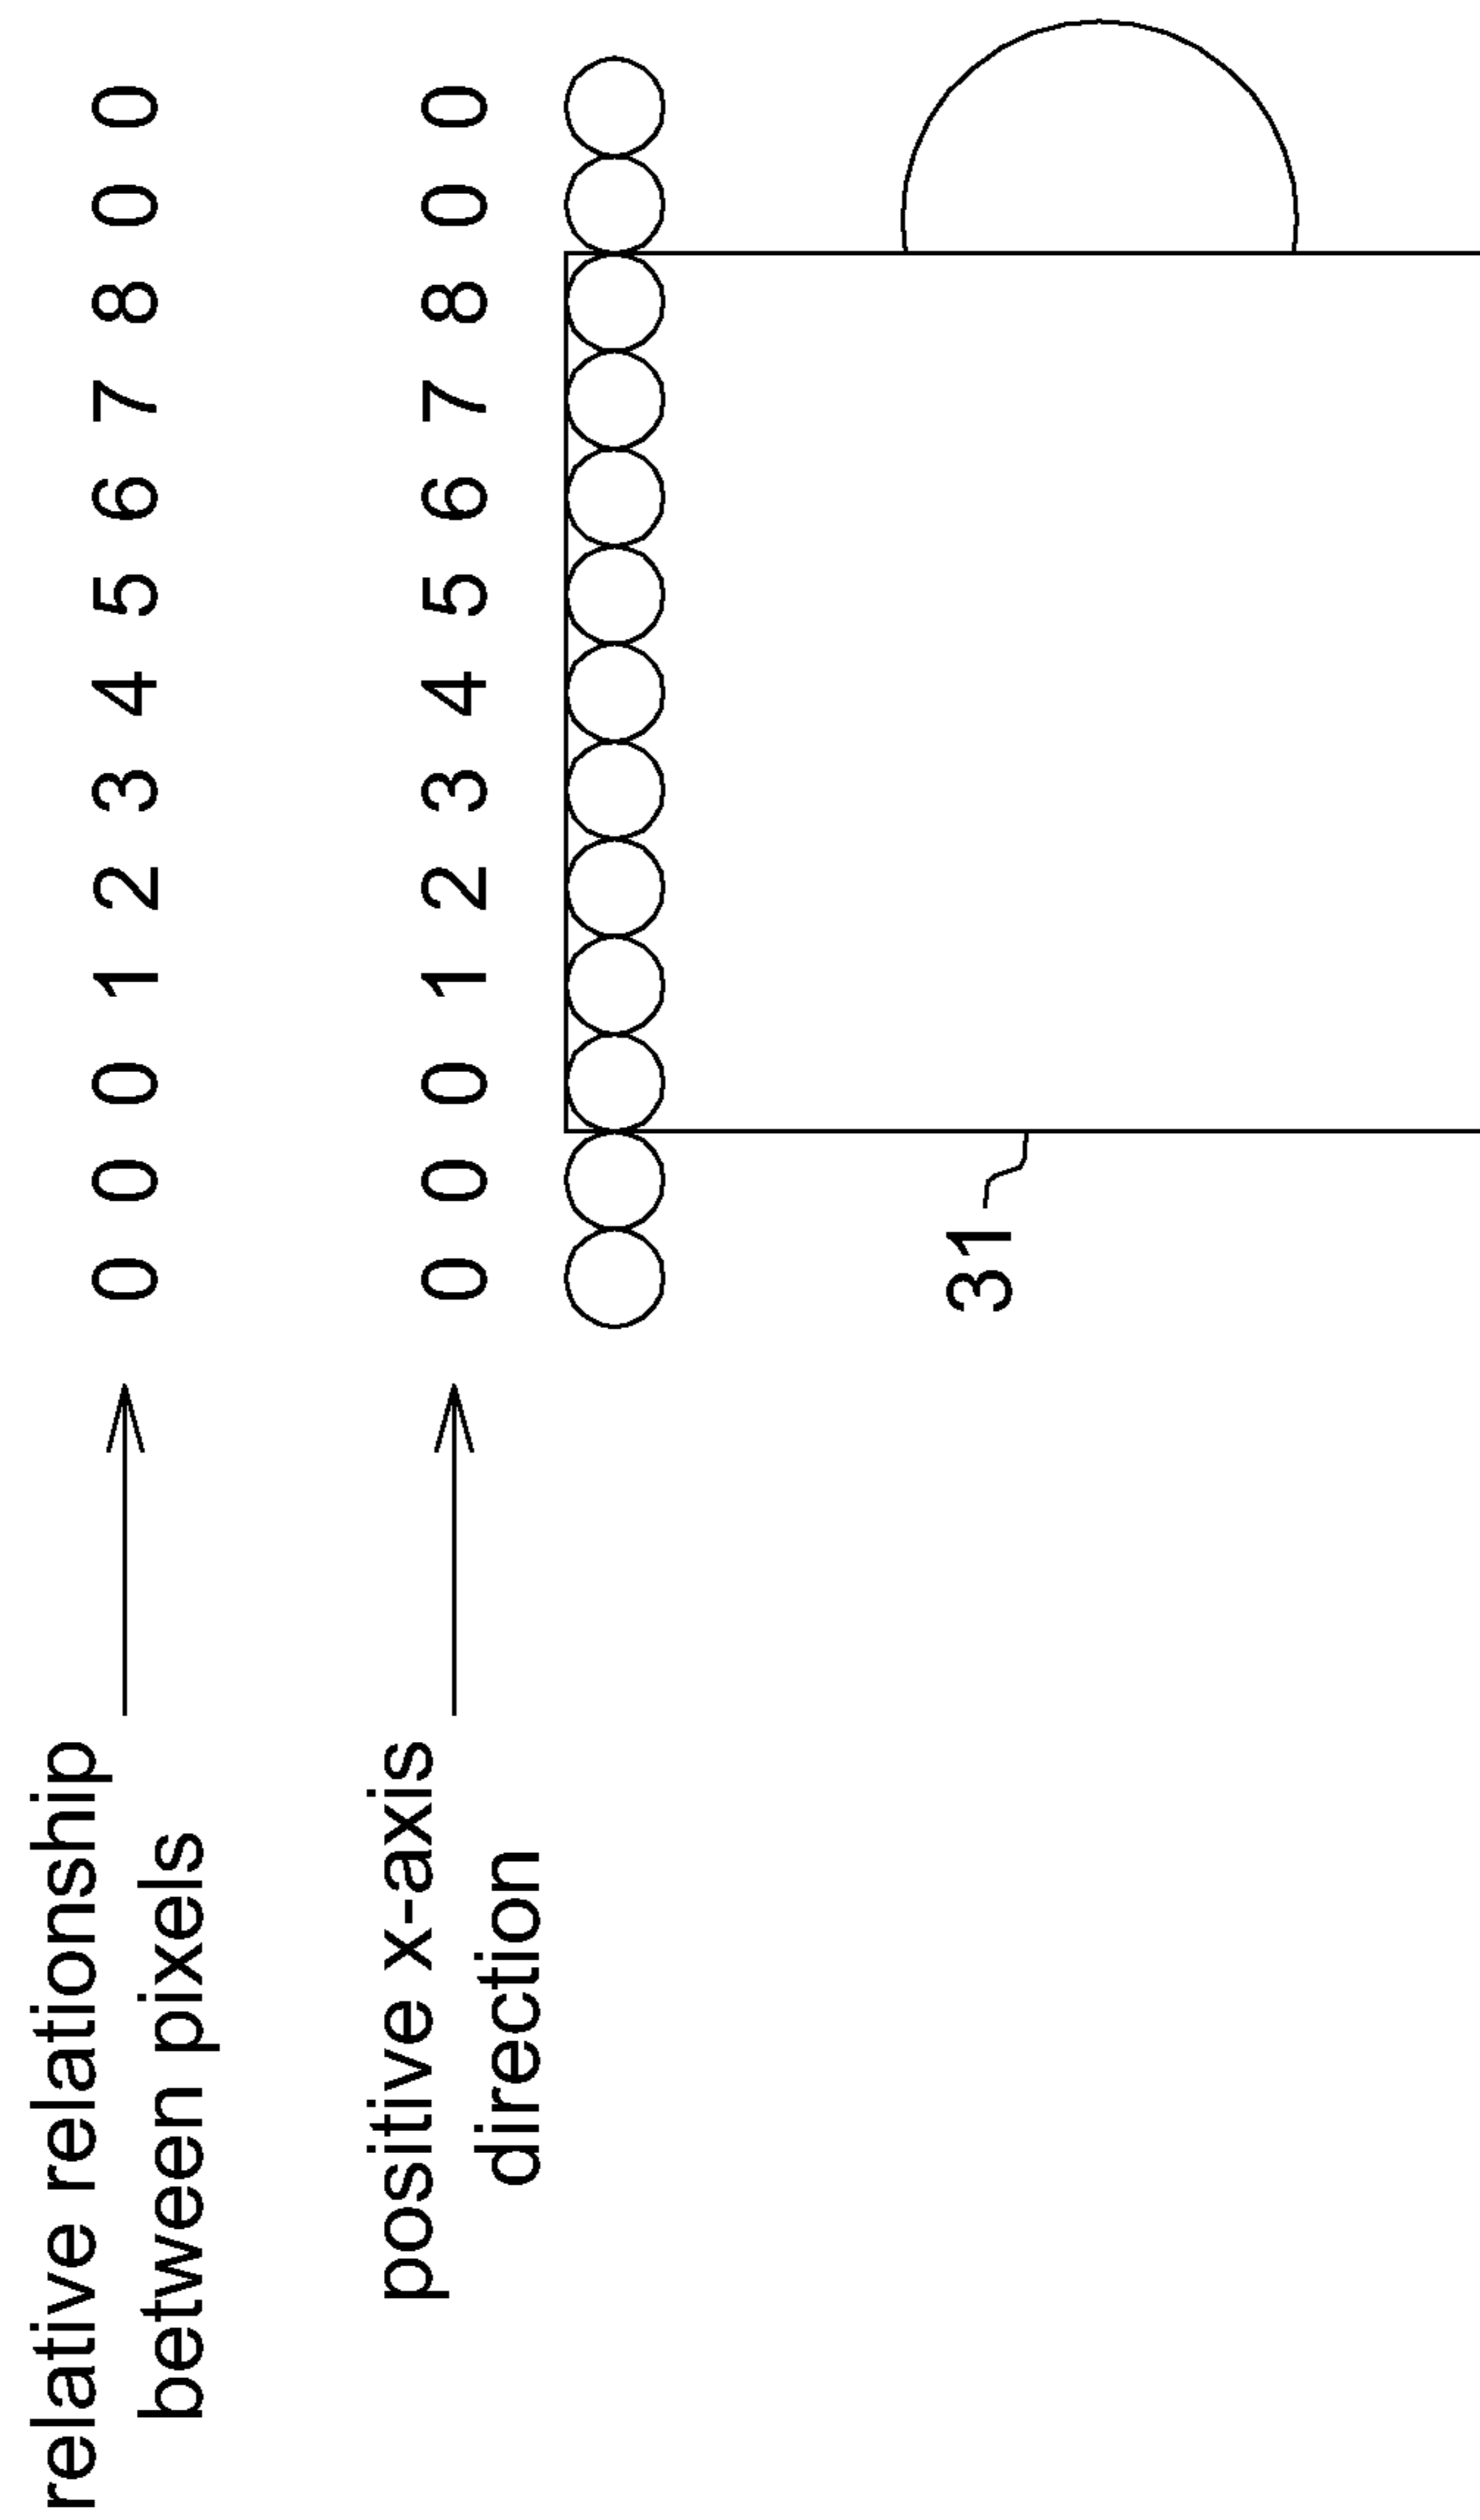 relative relationship
between pixels
0 0 0 1 2 3 4 5 6 7 8 0 0
positive x-axis
direction
0 0 0 1 2 3 4 5 6 7 8 0 0
31